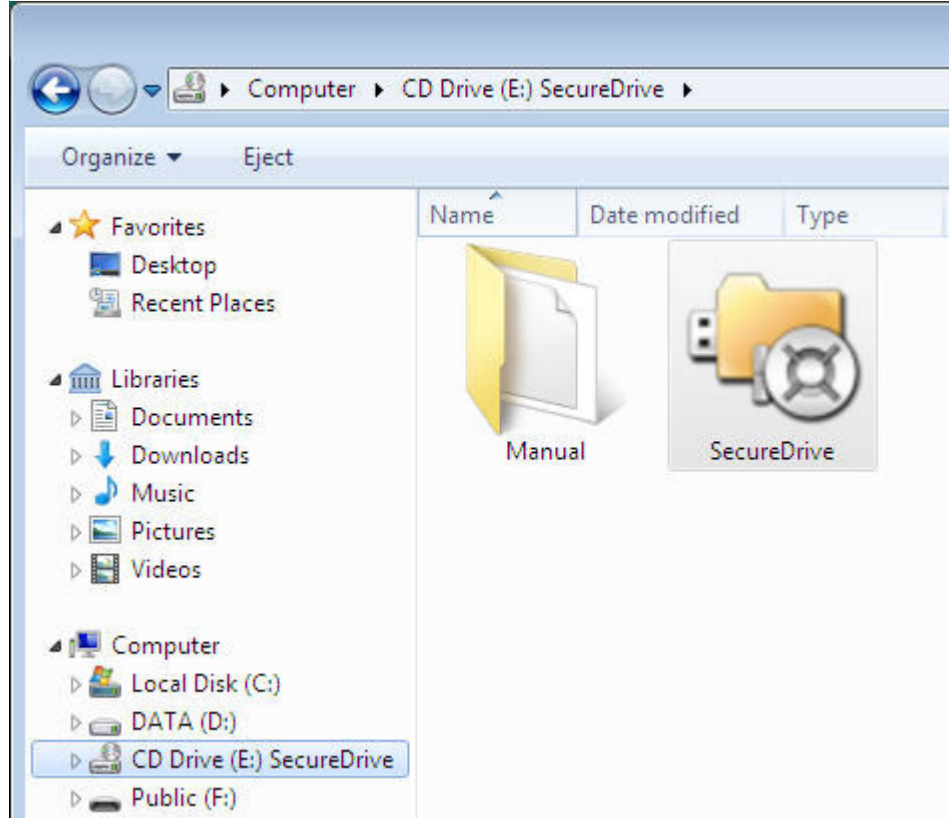 Computer CD Drive (E:) SecureDrive
Organize Eject
Name Date modified Type
Favorites
Desktop
Recent Places
Libraries
Documents
Downloads
Music
Pictures
Videos
Computer
Local Disk (C:)
DATA (D:)
CD Drive (E:) SecureDrive
Public (F:)
Manual SecureDrive